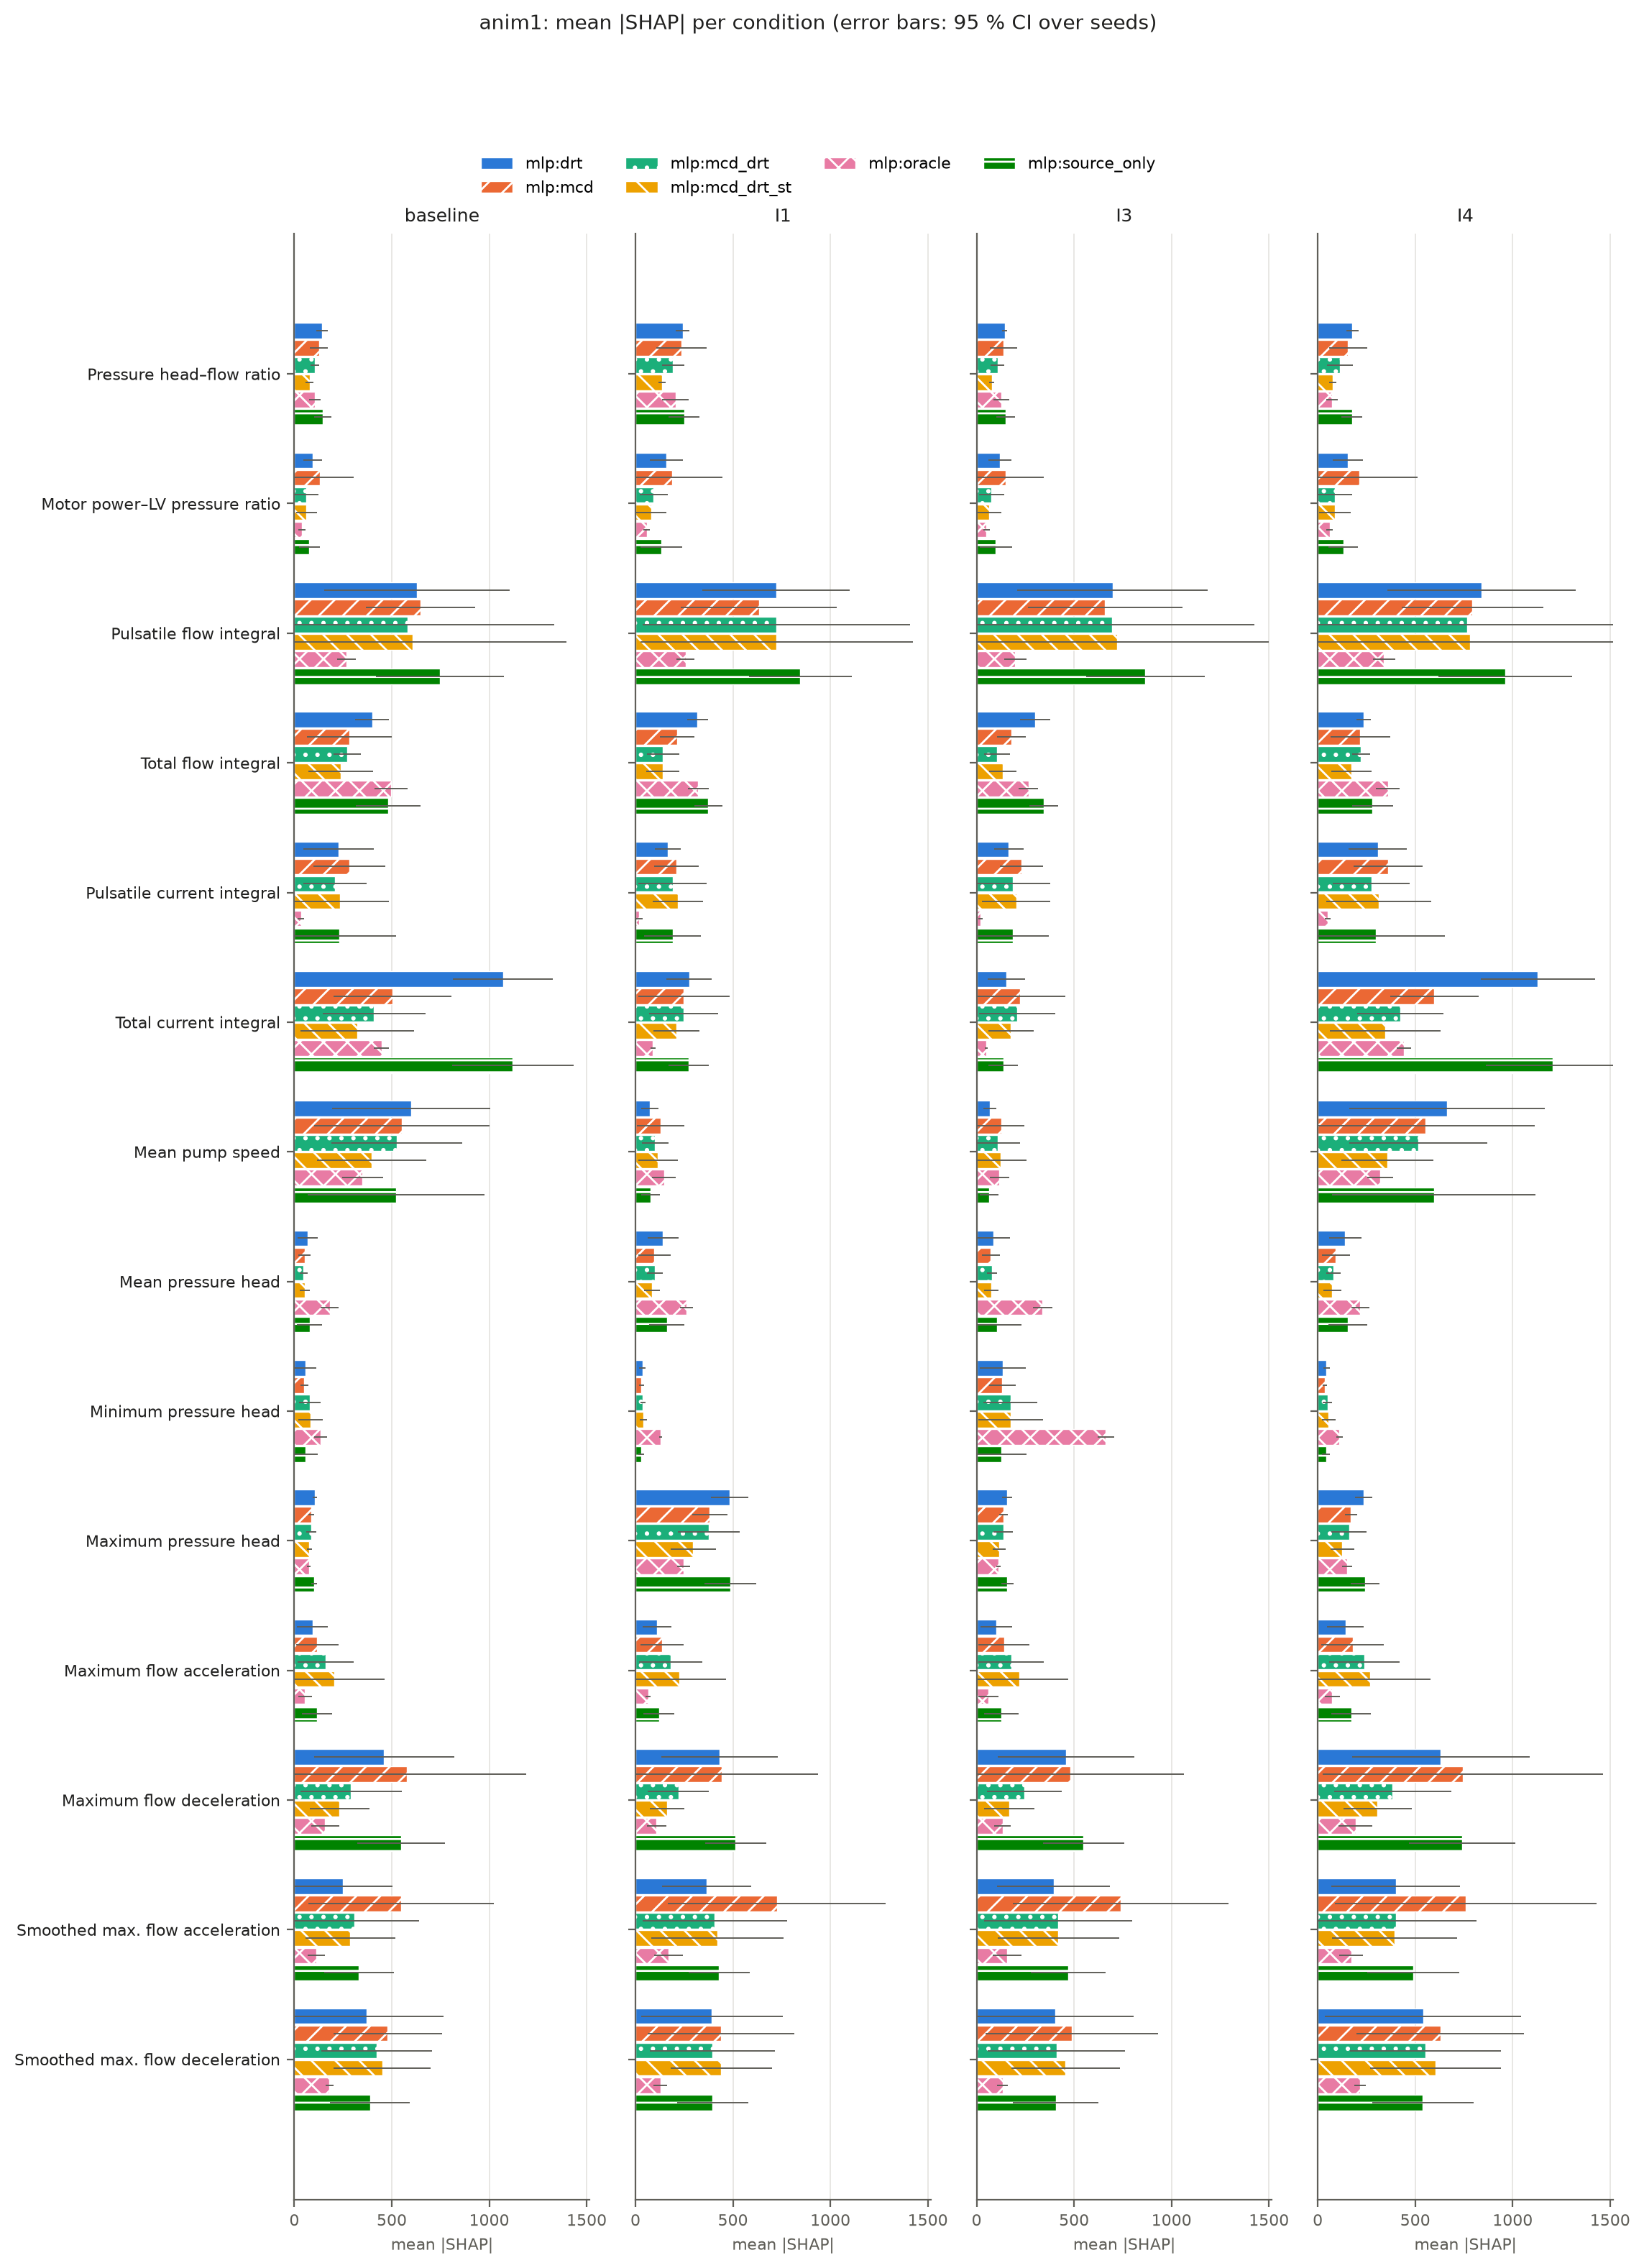 anim1: mean |SHAP| per condition (error bars: 95 % CI over seeds)
mlp:drt mlp:mcd_drt mlp:oracle mlp:source_only
mlp:mcd mlp:mcd_drt_st
baseline I1 I3 I4
Pressure head–flow ratio
Motor power–LV pressure ratio
Pulsatile flow integral
Total flow integral
Pulsatile current integral
Total current integral
Mean pump speed
Mean pressure head
Minimum pressure head
Maximum pressure head
Maximum flow acceleration
Maximum flow deceleration
Smoothed max. flow acceleration
Smoothed max. flow deceleration
0 500 1000 1500 0 500 1000 1500 0 500 1000 1500 0 500 1000 1500
mean |SHAP| mean |SHAP| mean |SHAP| mean |SHAP|